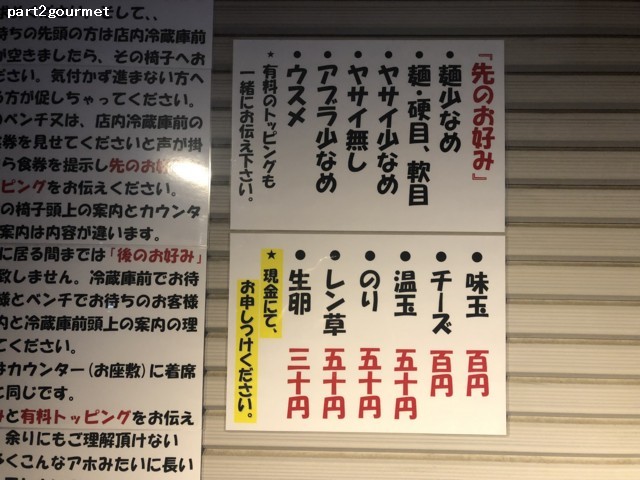 part2gourmet
『先のお好み』
● 麺少なめ
● 麺・硬目、軟目
● ヤサイ少なめ
● ヤサイ無し
● アブラ少なめ
● ウスメ
★ 有料のトッピングも
一緒にお伝え下さい。
● 味玉 百円
● チーズ 百円
● 温玉 五十円
● のり 五十円
● レン草 五十円
● 生卵 三十円
★ 現金にて、
お申しつけください。
まして、、
待ちの先頭の方は店内冷蔵庫前
が空きましたら、その椅子へお
ださい。気付かず進まない方へ
る方が促しちゃってください。
のベンチ又は、店内冷蔵庫前の
食券を見せてくださいと声が掛
ら食券を提示し先のお好
ッピングをお伝えください。
の椅子頭上の案内とカウンタ
案内は内容が違います。
に居る間までは「後のお好み」
致しません。冷蔵庫前でお待
様とベンチでお待ちのお客様
内と冷蔵庫前頭上の案内の理
てください。
はカウンター(お座敷)に着席
に同じです。
みと有料トッピングをお伝え
余りにもご理解頂けない
多くこんなアホみたいに長い